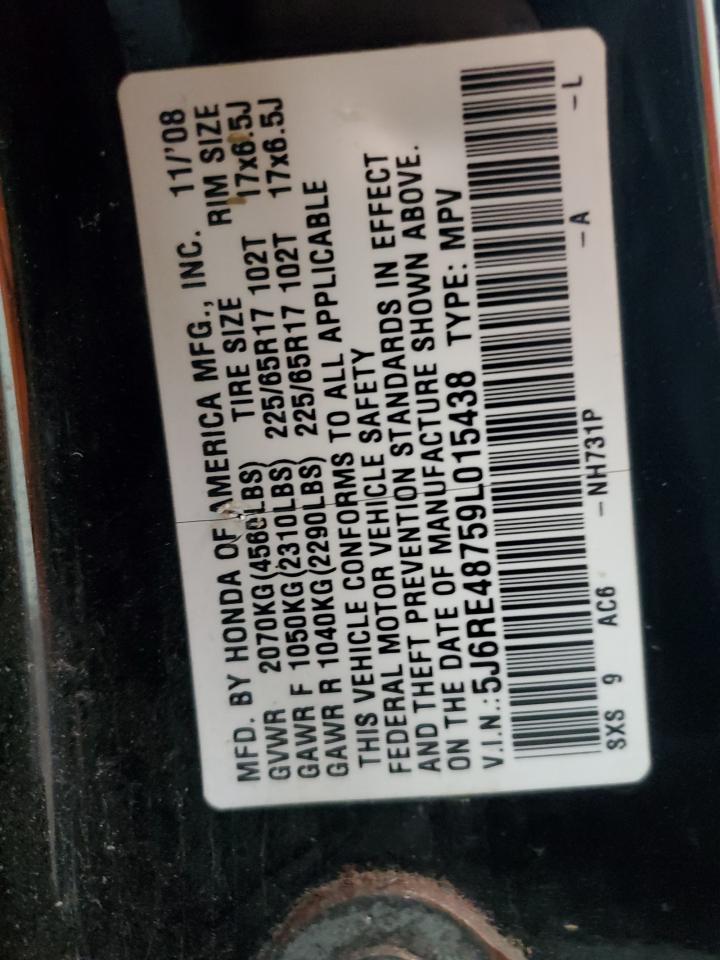 MFD. BY HONDA OF AMERICA MFG., INC. 11/'08
GVWR 2070KG(4560LBS) TIRE SIZE RIM SIZE
GAWR F 1050KG(2310LBS) 225/65R17 102T 17x6.5J
GAWR R 1040KG(2290LBS) 225/65R17 102T 17x6.5J
THIS VEHICLE CONFORMS TO ALL APPLICABLE
FEDERAL MOTOR VEHICLE SAFETY
AND THEFT PREVENTION STANDARDS IN EFFECT
ON THE DATE OF MANUFACTURE SHOWN ABOVE.
V.I.N.:5J6RE48759L015438 TYPE: MPV
SXS 9 AC6 -NH731P -A -L